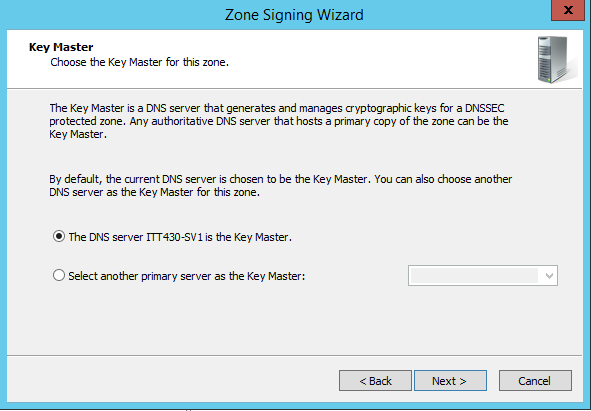 Zone Signing Wizard
x
Key Master
Choose the Key Master for this zone.
The Key Master is a DNS server that generates and manages cryptographic keys for a DNSSEC
protected zone. Any authoritative DNS server that hosts a primary copy of the zone can be the
Key Master.
By default, the current DNS server is chosen to be the Key Master. You can also choose another
DNS server as the Key Master for this zone.
The DNS server ITT430-SV1 is the Key Master.
Select another primary server as the Key Master:
< Back Next > Cancel